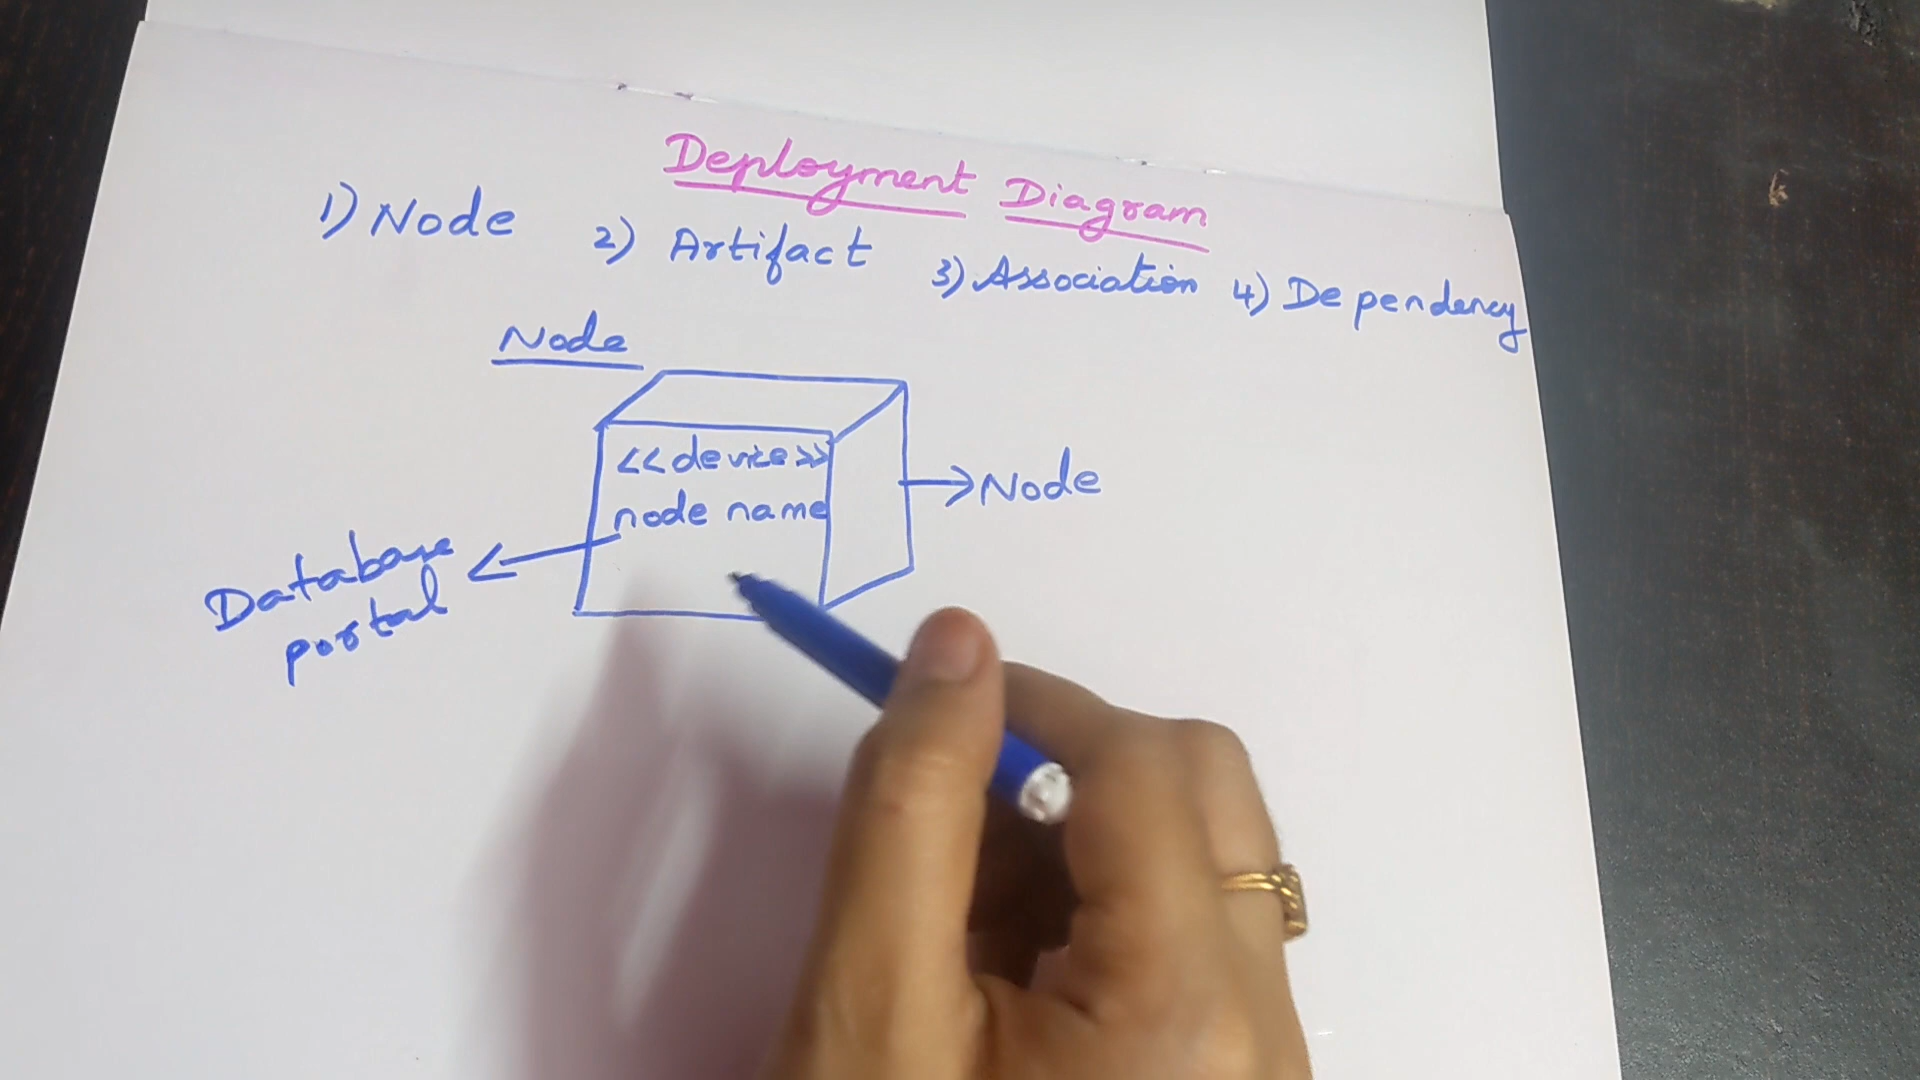 Deployment Diagram
1) Node 2) Artifact 3) Association 4) Dependency
Node
<<device>>
node name
Node
Database
portal